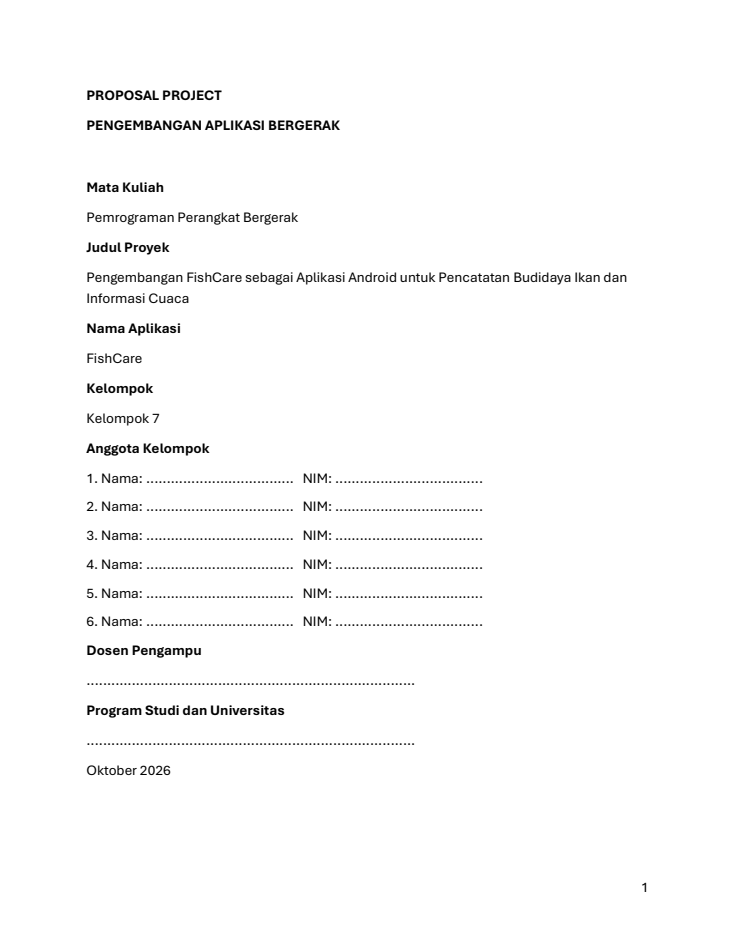 PROPOSAL PROJECT
PENGEMBANGAN APLIKASI BERGERAK
Mata Kuliah
Pemrograman Perangkat Bergerak
Judul Proyek
Pengembangan FishCare sebagai Aplikasi Android untuk Pencatatan Budidaya Ikan dan
Informasi Cuaca
Nama Aplikasi
FishCare
Kelompok
Kelompok 7
Anggota Kelompok
1. Nama: .................................... NIM: ....................................
2. Nama: .................................... NIM: ....................................
3. Nama: .................................... NIM: ....................................
4. Nama: .................................... NIM: ....................................
5. Nama: .................................... NIM: ....................................
6. Nama: .................................... NIM: ....................................
Dosen Pengampu
................................................................................
Program Studi dan Universitas
................................................................................
Oktober 2026
1